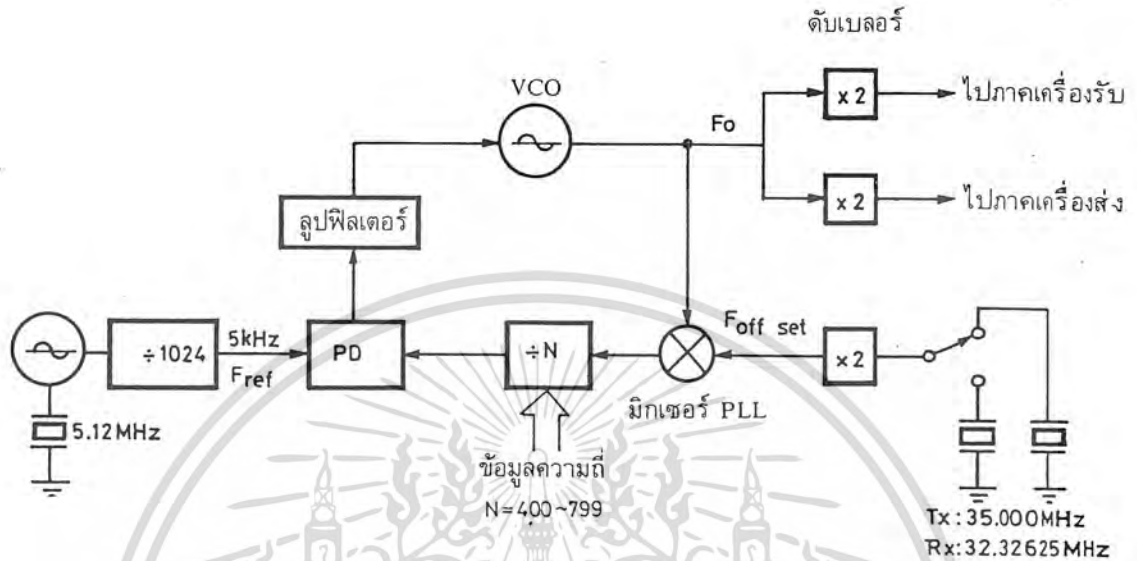 ดับเบลอร์
x 2
ไปภาคเครื่องรับ
VCO
Fo
x 2
ไปภาคเครื่องส่ง
ลูปฟิลเตอร์
5kHz
Fref
÷1024
PD
÷N
Foff set
x2
มิกเซอร์ PLL
5.12MHz
ข้อมูลความถี่
N=400~799
Tx:35.000MHz
Rx:32.32625MHz